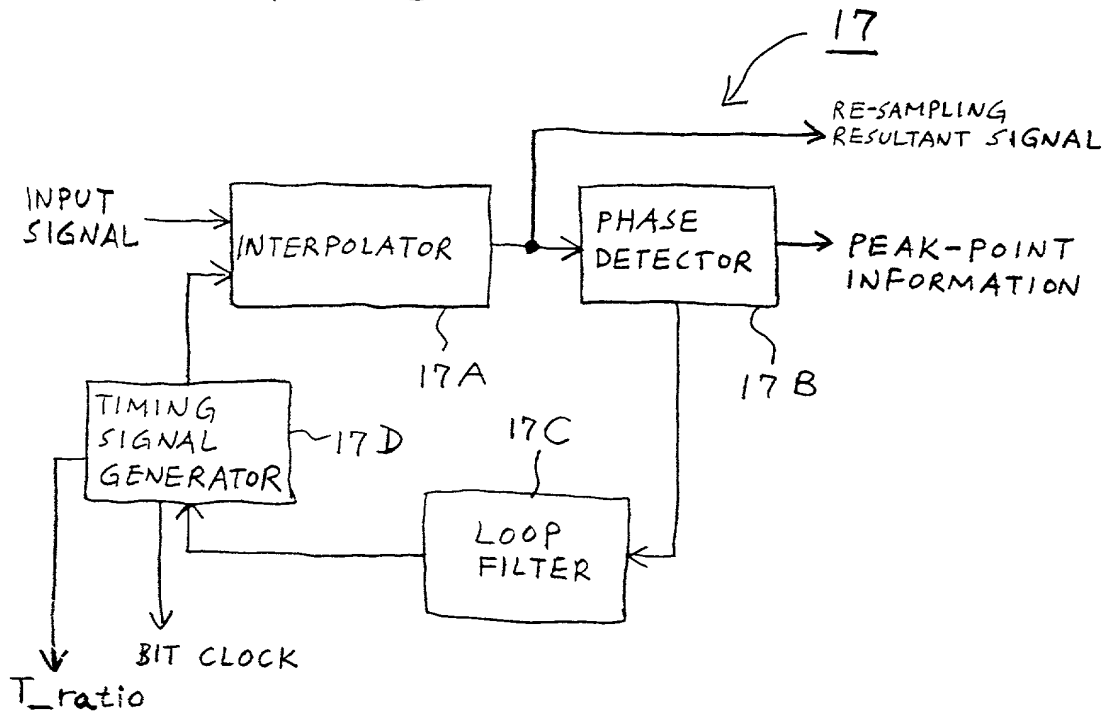 17
RE-SAMPLING
RESULTANT SIGNAL
INPUT
SIGNAL
INTERPOLATOR
PHASE
DETECTOR
PEAK-POINT
INFORMATION
17A
17B
TIMING
SIGNAL
GENERATOR
17D
17C
LOOP
FILTER
BIT CLOCK
T_ratio